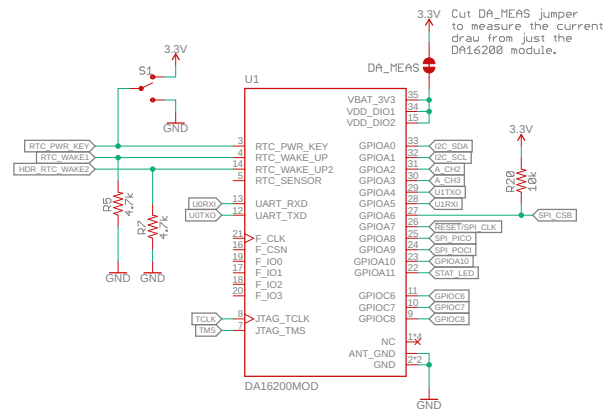 3.3V
Cut DA_MEAS jumper
to measure the current
draw from just the
DA16200 module.
3.3V
S1
DA_MEAS
GND
U1
VBAT_3V3 35
VDD_DIO1 34
VDD_DIO2 15
3.3V
RTC_PWR_KEY 3 RTC_PWR_KEY
RTC_WAKE1 4 RTC_WAKE_UP
HDR_RTC_WAKE2 14 RTC_WAKE_UP2
5 RTC_SENSOR
U0RXI 13 UART_RXD
U0TXO 12 UART_TXD
R5
4.7k
R7
4.7k
GND
GND
21 F_CLK
16 F_CSN
19 F_IO0
17 F_IO1
18 F_IO2
20 F_IO3
TCLK 8 JTAG_TCLK
TMS 7 JTAG_TMS
GPIOA0 33 I2C_SDA
GPIOA1 32 I2C_SCL
GPIOA2 31 A_CH2
GPIOA3 30 A_CH3
GPIOA4 29 U1TXO
GPIOA5 28 U1RXI
GPIOA6 27 SPI_CSB
GPIOA7 26 RESET/SPI_CLK
GPIOA8 25 SPI_PICO
GPIOA9 24 SPI_POCI
GPIOA10 23 GPIOA10
GPIOA11 22 STAT_LED
R20
10k
GPIOC6 11 GPIOC6
GPIOC7 10 GPIOC7
GPIOC8 9 GPIOC8
NC 1*4
ANT_GND
GND 2*2
DA16200MOD
GND